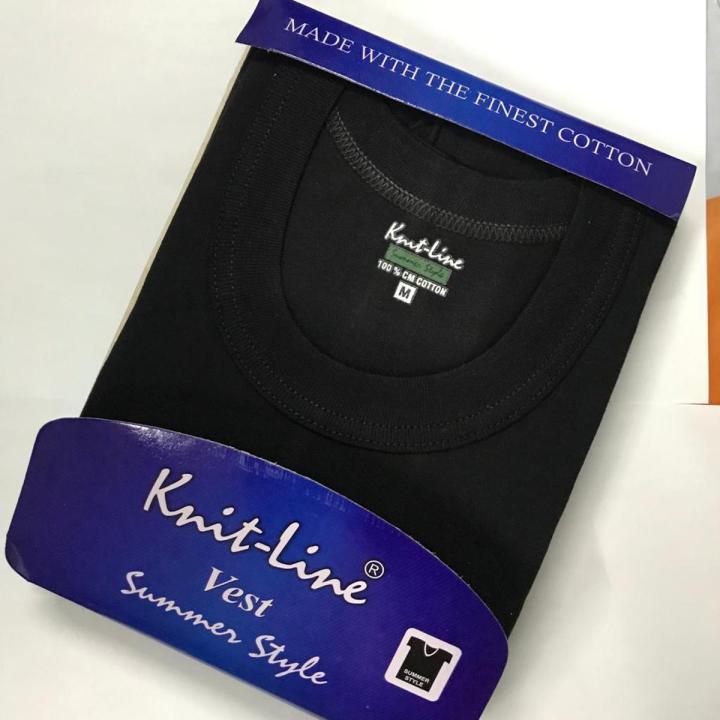 MADE WITH THE FINEST COTTON
Knit-Line
Summer Style
100 % CM COTTON
M
Knit-Line®
Vest
Summer Style
SUMMER
STYLE